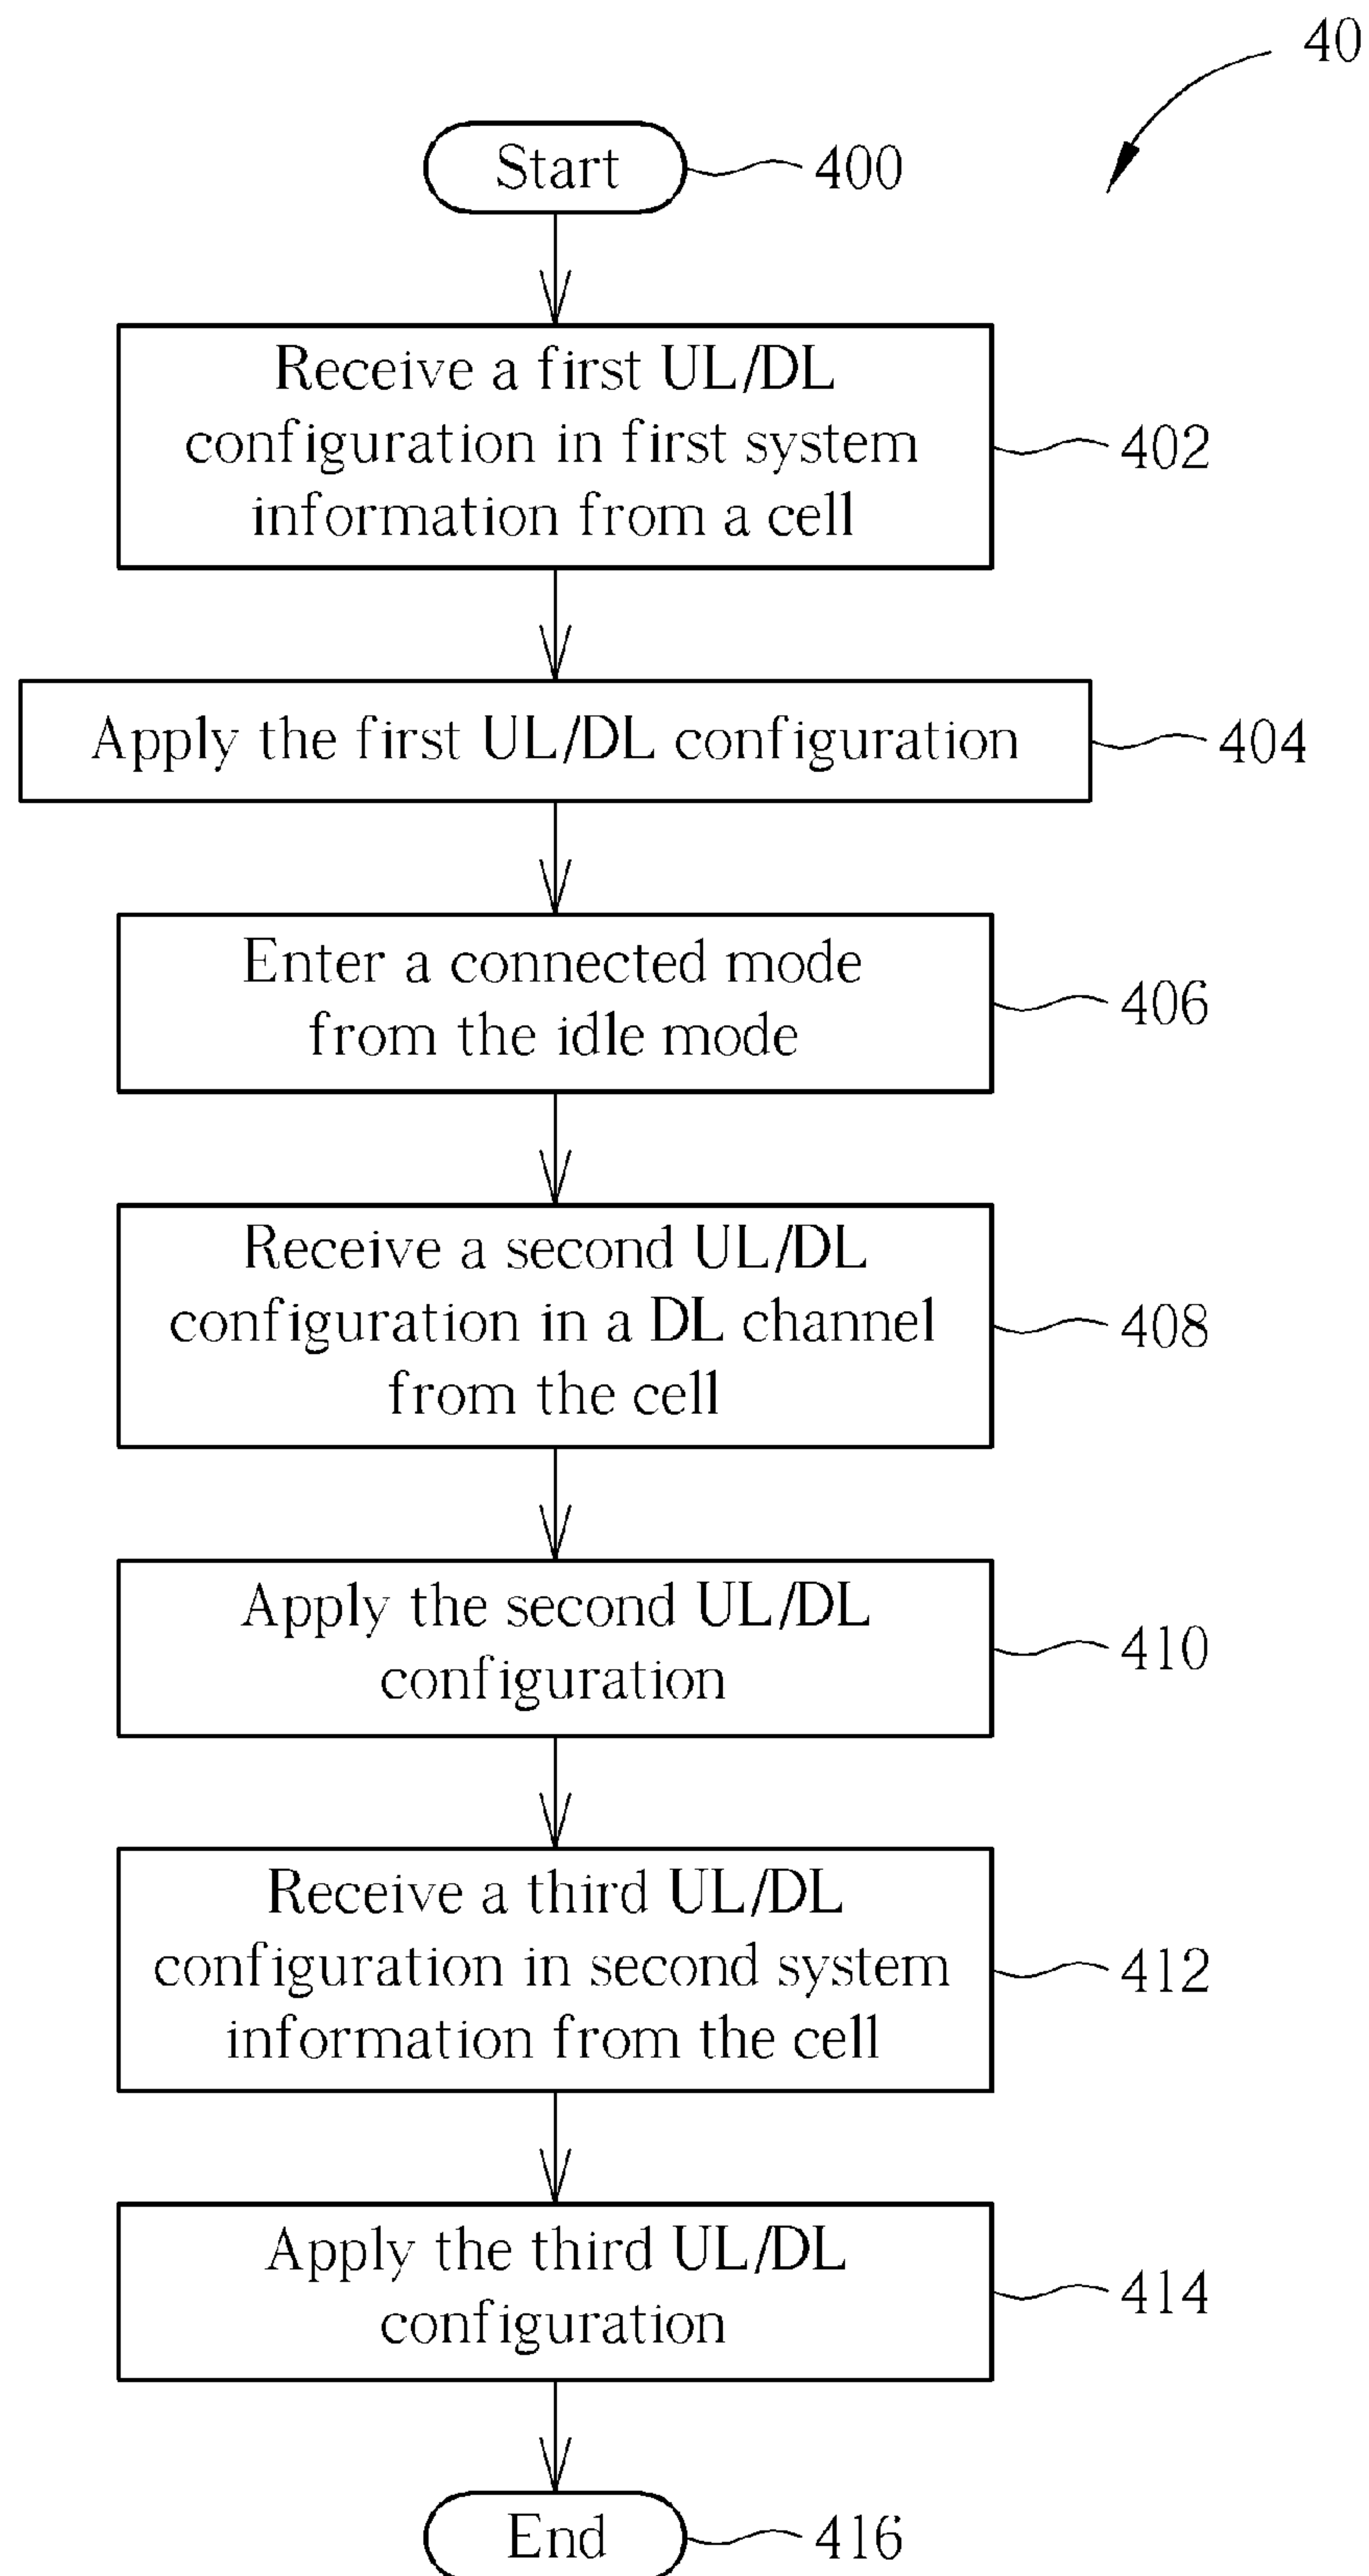 40
Start
400
Receive a first UL/DL
configuration in first system
information from a cell
402
Apply the first UL/DL configuration
404
Enter a connected mode
from the idle mode
406
Receive a second UL/DL
configuration in a DL channel
from the cell
408
Apply the second UL/DL
configuration
410
Receive a third UL/DL
configuration in second system
information from the cell
412
Apply the third UL/DL
configuration
414
End
416